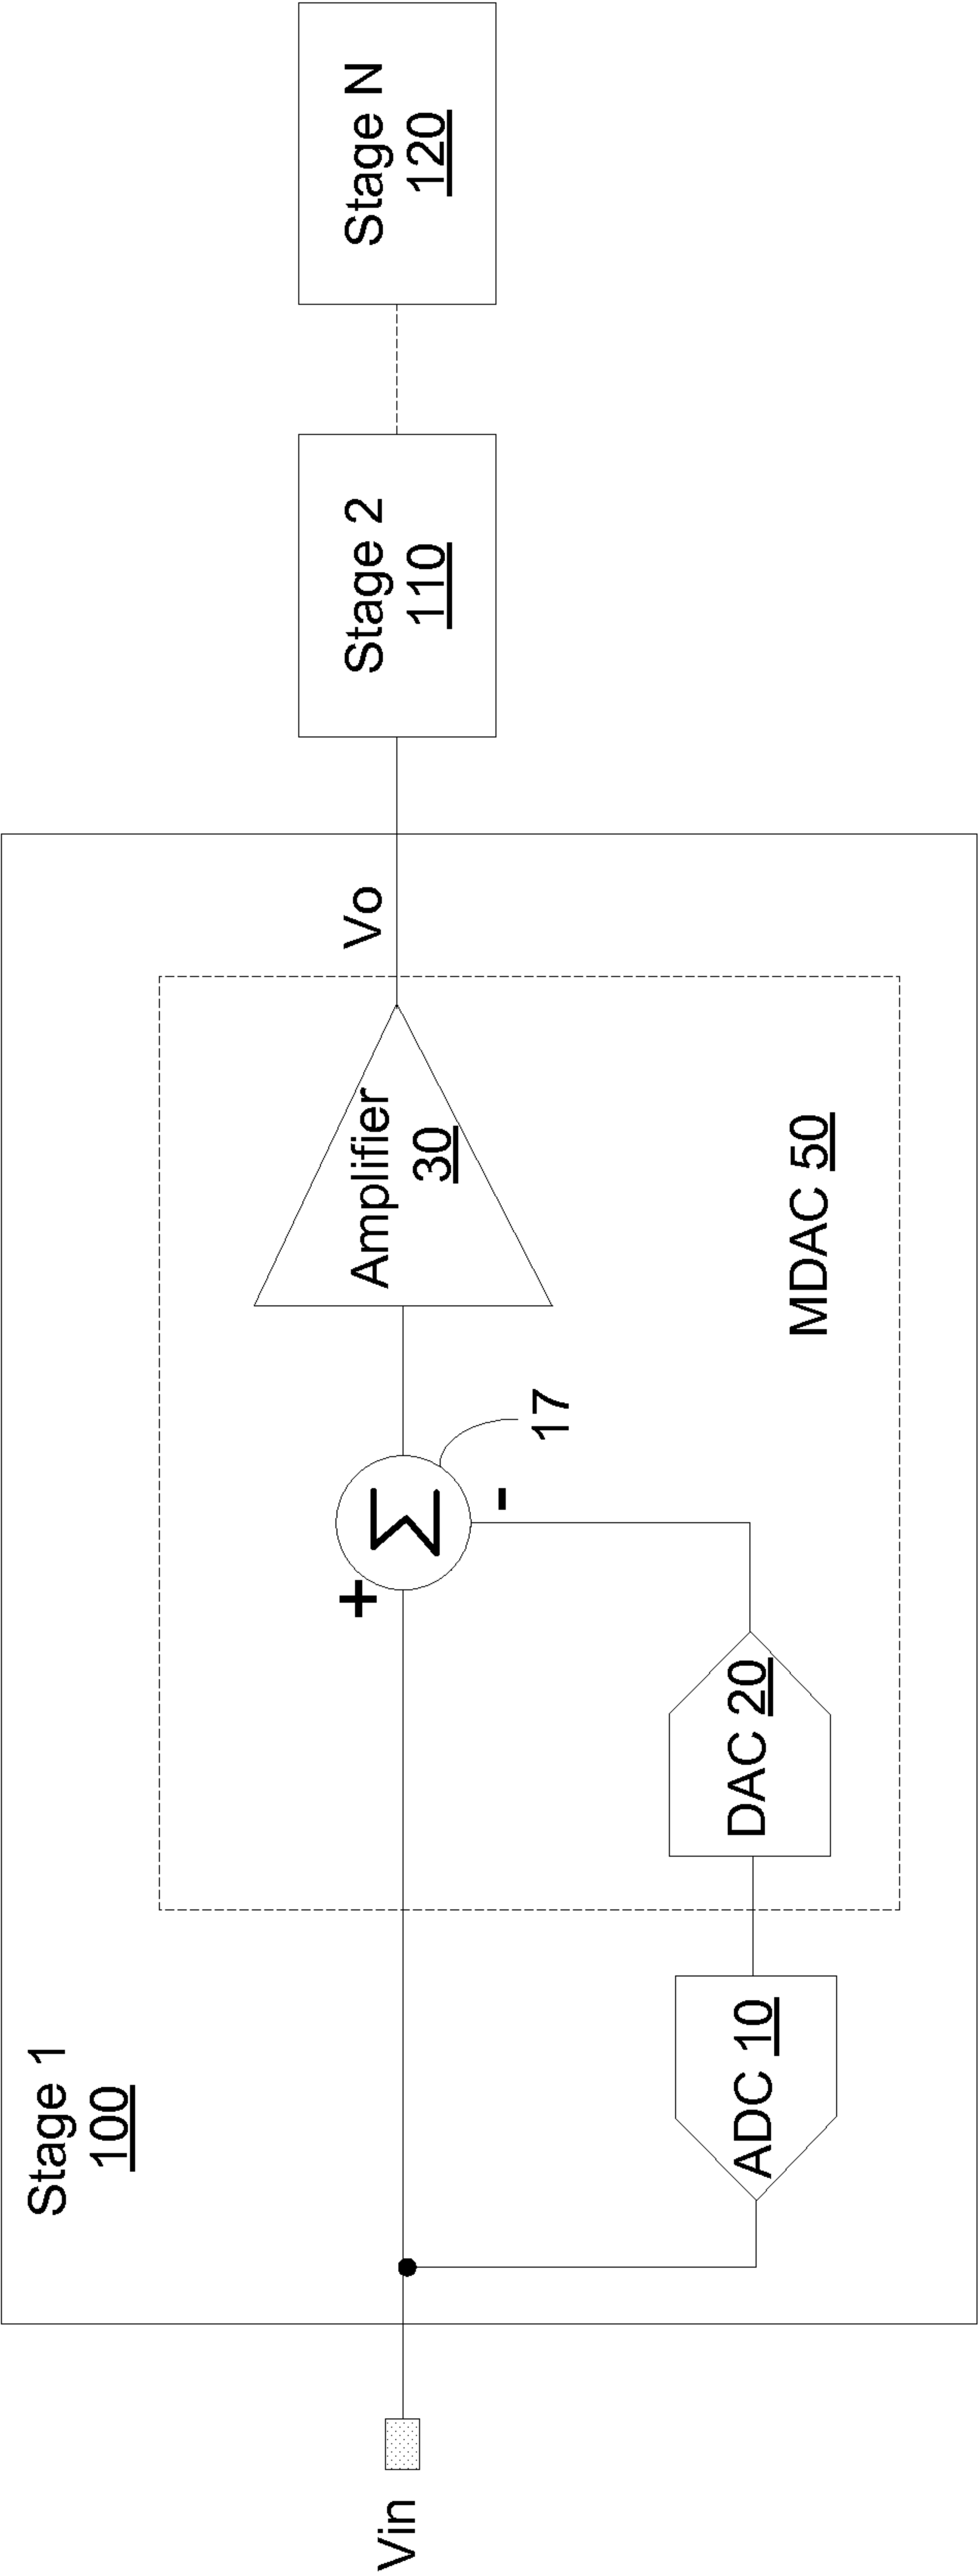 Stage 1
100
Vin
ADC 10
DAC 20
+
Σ
-
17
Amplifier
30
MDAC 50
Vo
Stage 2
110
Stage N
120